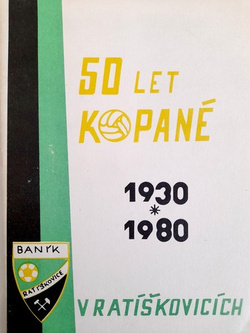 50 LET
KOPANÉ
1930
*
1980
BANÍK
RATÍŠKOVICE
V RATÍŠKOVICÍCH